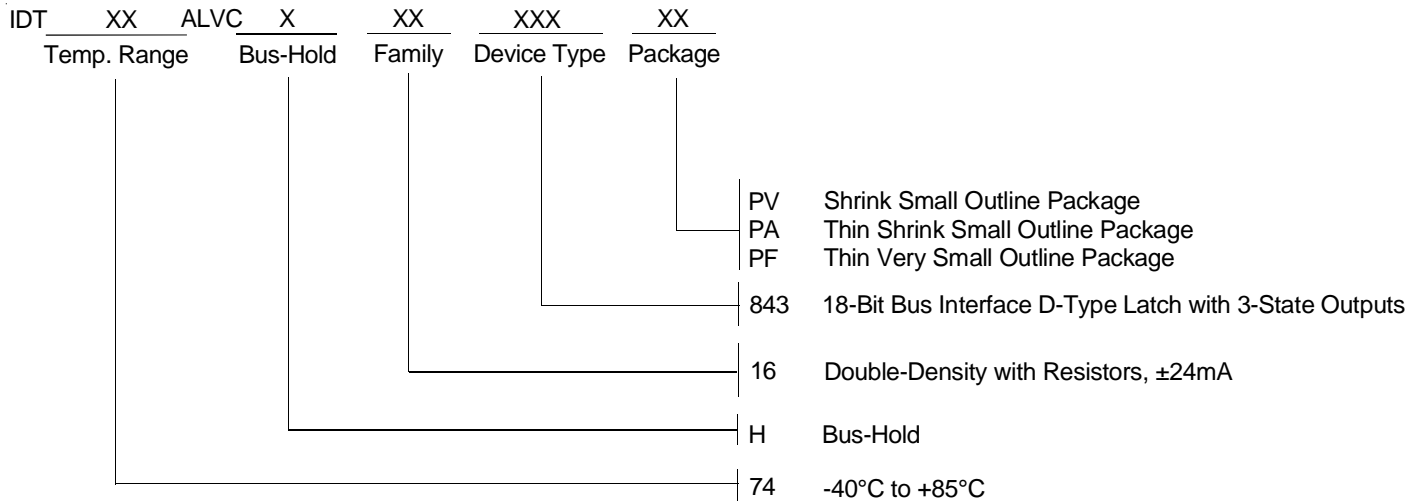 IDT XX ALVC X XX XXX XX
Temp. Range Bus-Hold Family Device Type Package
PV Shrink Small Outline Package
PA Thin Shrink Small Outline Package
PF Thin Very Small Outline Package
843 18-Bit Bus Interface D-Type Latch with 3-State Outputs
16 Double-Density with Resistors, ±24mA
H Bus-Hold
74 -40°C to +85°C